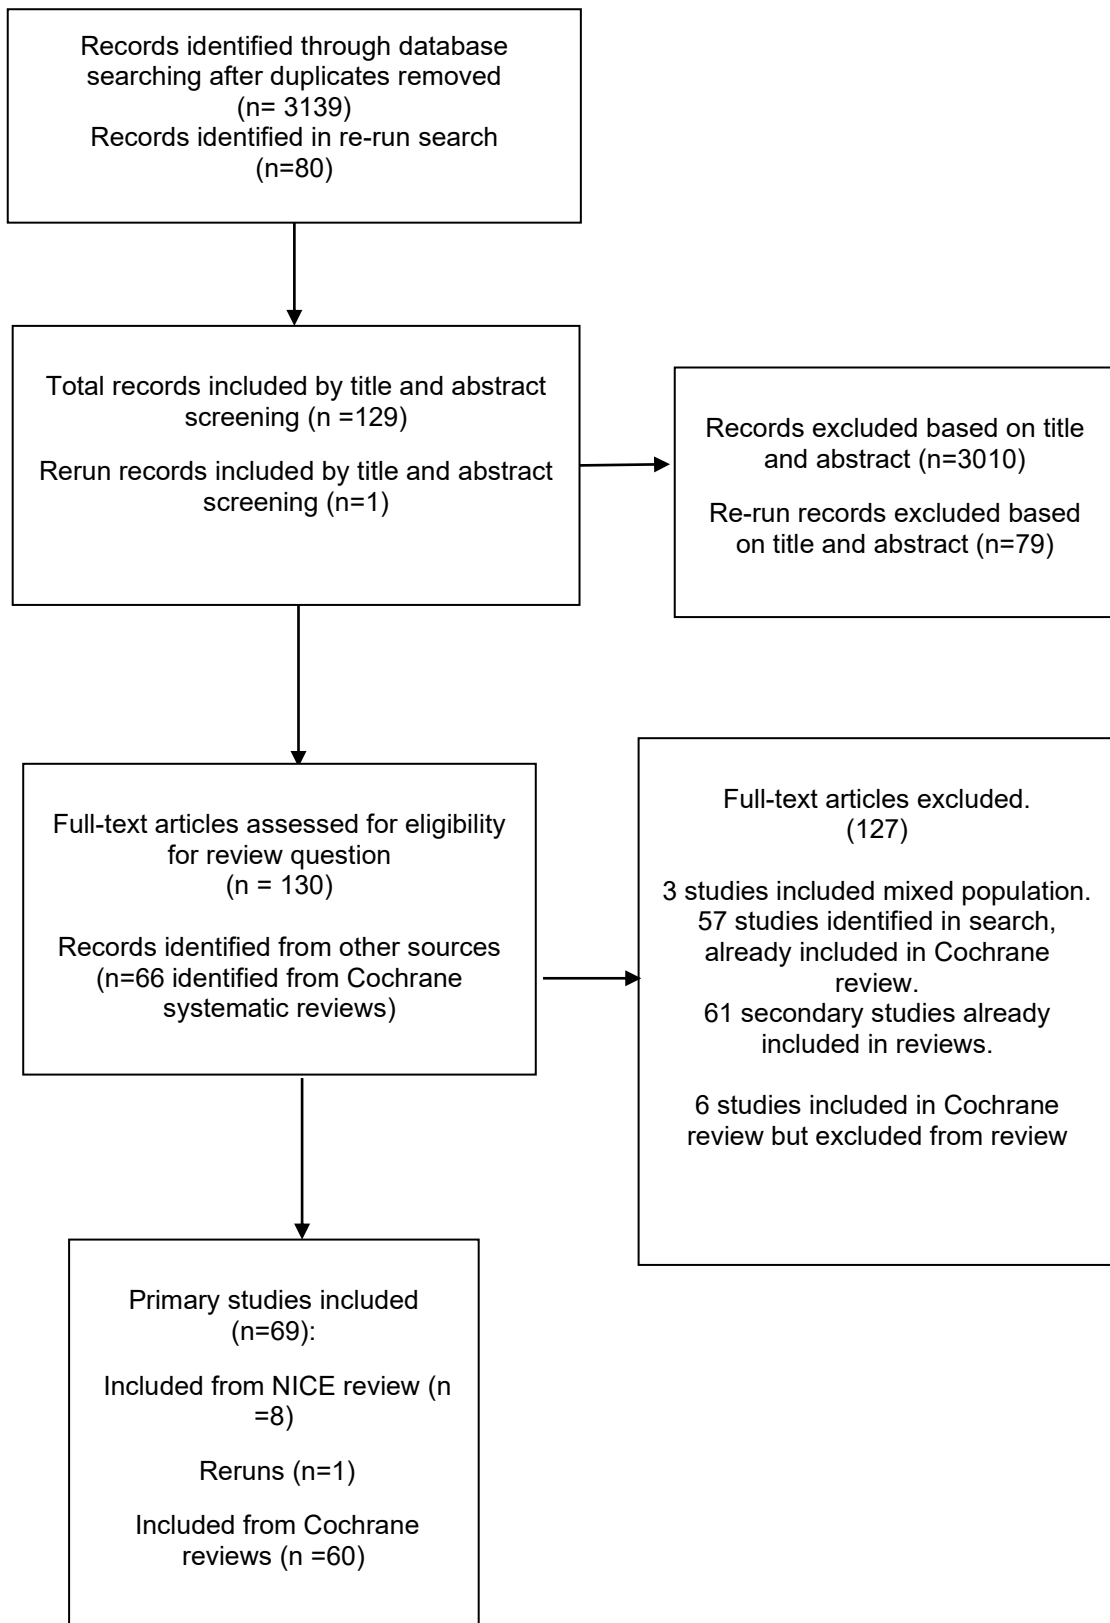 Records identified through database
searching after duplicates removed
(n= 3139)
Records identified in re-run search
(n=80)
Total records included by title and abstract
screening (n =129)
Rerun records included by title and abstract
screening (n=1)
Records excluded based on title
and abstract (n=3010)
Re-run records excluded based
on title and abstract (n=79)
Full-text articles assessed for eligibility
for review question
(n = 130)
Records identified from other sources
(n=66 identified from Cochrane
systematic reviews)
Full-text articles excluded.
(127)
3 studies included mixed population.
57 studies identified in search,
already included in Cochrane
review.
61 secondary studies already
included in reviews.
6 studies included in Cochrane
review but excluded from review
Primary studies included
(n=69):
Included from NICE review (n
=8)
Reruns (n=1)
Included from Cochrane
reviews (n =60)